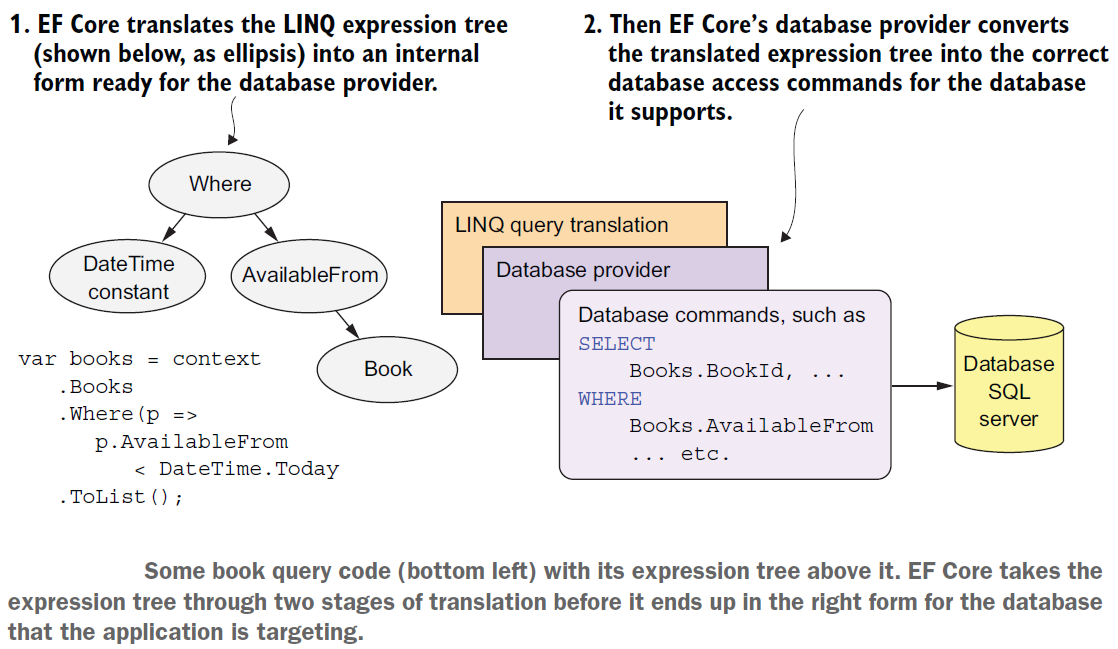 1. EF Core translates the LINQ expression tree
(shown below, as ellipsis) into an internal
form ready for the database provider.
2. Then EF Core’s database provider converts
the translated expression tree into the correct
database access commands for the database
it supports.
Where
DateTime
constant
AvailableFrom
Book
var books = context
.Books
.Where(p =>
p.AvailableFrom
< DateTime.Today
.ToList();
LINQ query translation
Database provider
Database commands, such as
SELECT
Books.BookId, ...
WHERE
Books.AvailableFrom
... etc.
Database
SQL
server
Some book query code (bottom left) with its expression tree above it. EF Core takes the
expression tree through two stages of translation before it ends up in the right form for the database
that the application is targeting.